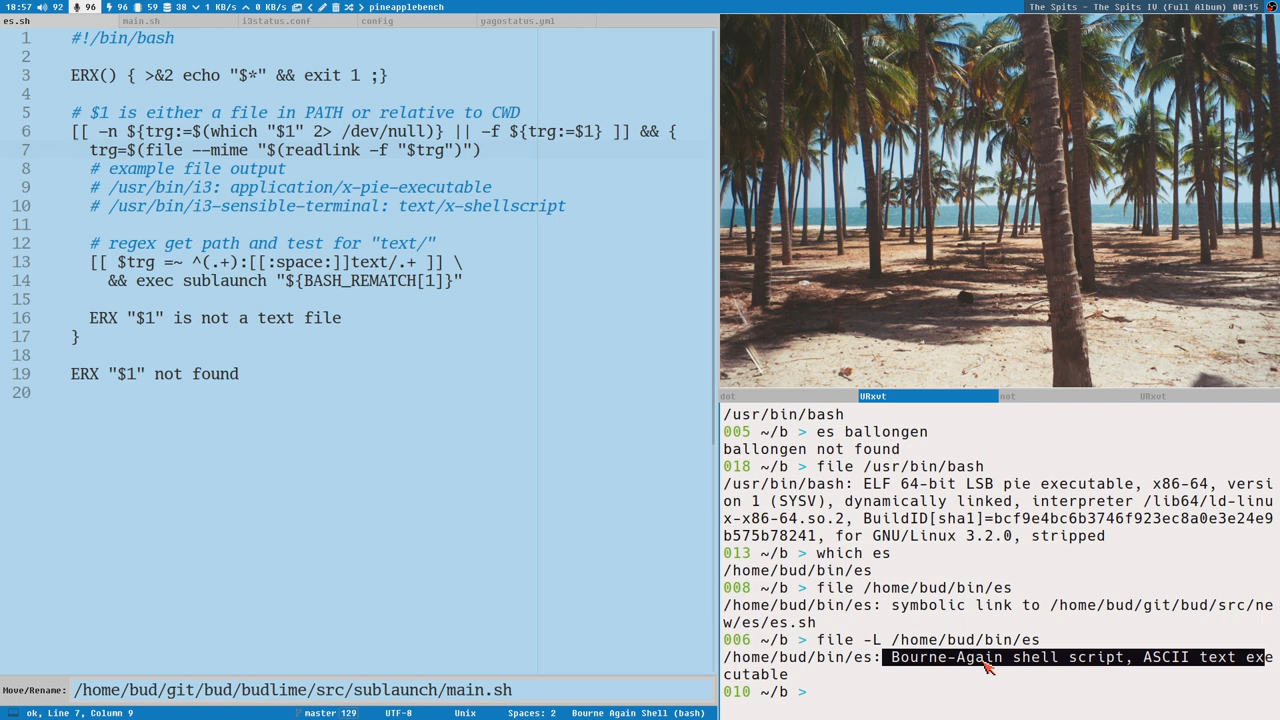 18:57 92 96 96 59 38 1 KB/s 0 KB/s pineapplebench
The Spits - The Spits IV (Full Album) 00:15
es.sh main.sh i3status.conf config yagostatus.yml
1 #!/bin/bash
2
3 ERX() { >&2 echo "$*" && exit 1 ;}
4
5 # $1 is either a file in PATH or relative to CWD
6 [[ -n ${trg:=$(which "$1" 2> /dev/null)} || -f ${trg:=$1} ]] && {
7 trg=$(file --mime "$(readlink -f "$trg")")
8 # example file output
9 # /usr/bin/i3: application/x-pie-executable
10 # /usr/bin/i3-sensible-terminal: text/x-shellscript
11
12 # regex get path and test for "text/"
13 [[ $trg =~ ^(.+):[[:space:]]text/.+ ]] \
14 && exec sublaunch "${BASH_REMATCH[1]}"
15
16 ERX "$1" is not a text file
17 }
18
19 ERX "$1" not found
20
Move/Rename: /home/bud/git/bud/budlime/src/sublaunch/main.sh
ok, Line 7, Column 9 master 129 UTF-8 Unix Spaces: 2 Bourne Again Shell (bash)
dot URxvt not URxvt
/usr/bin/bash
005 ~/b > es ballongen
ballongen not found
018 ~/b > file /usr/bin/bash
/usr/bin/bash: ELF 64-bit LSB pie executable, x86-64, versi
on 1 (SYSV), dynamically linked, interpreter /lib64/ld-linu
x-x86-64.so.2, BuildID[sha1]=bcf9e4bc6b3746f923ec8a0e3e24e9
b575b78241, for GNU/Linux 3.2.0, stripped
013 ~/b > which es
/home/bud/bin/es
008 ~/b > file /home/bud/bin/es
/home/bud/bin/es: symbolic link to /home/bud/git/bud/src/ne
w/es/es.sh
006 ~/b > file -L /home/bud/bin/es
/home/bud/bin/es: Bourne-Again shell script, ASCII text exe
cutable
010 ~/b >